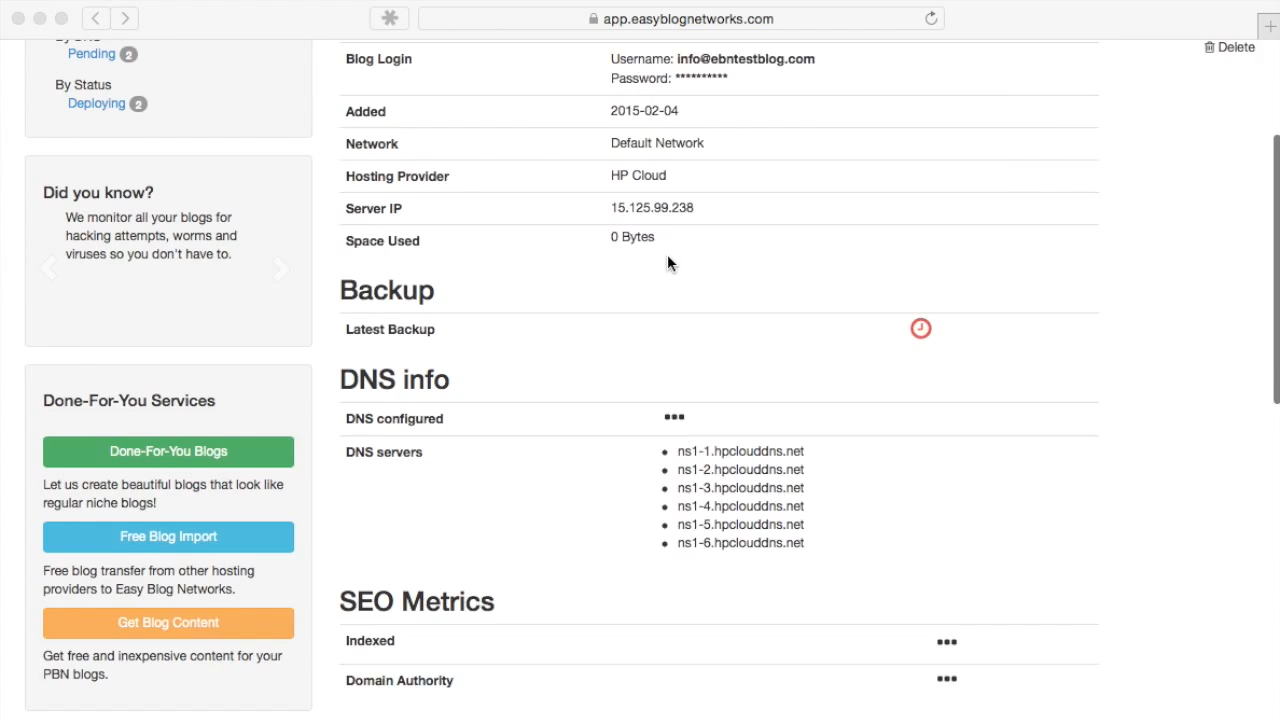 app.easyblognetworks.com
Pending 2
By Status
Deploying 2
Did you know?
We monitor all your blogs for
hacking attempts, worms and
viruses so you don't have to.
Done-For-You Services
Done-For-You Blogs
Let us create beautiful blogs that look like
regular niche blogs!
Free Blog Import
Free blog transfer from other hosting
providers to Easy Blog Networks.
Get Blog Content
Get free and inexpensive content for your
PBN blogs.
Blog Login Username: info@ebntestblog.com
Password: **********
Added 2015-02-04
Network Default Network
Hosting Provider HP Cloud
Server IP 15.125.99.238
Space Used 0 Bytes
Backup
Latest Backup
DNS info
DNS configured
DNS servers
ns1-1.hpclouddns.net
ns1-2.hpclouddns.net
ns1-3.hpclouddns.net
ns1-4.hpclouddns.net
ns1-5.hpclouddns.net
ns1-6.hpclouddns.net
SEO Metrics
Indexed
Domain Authority
Delete